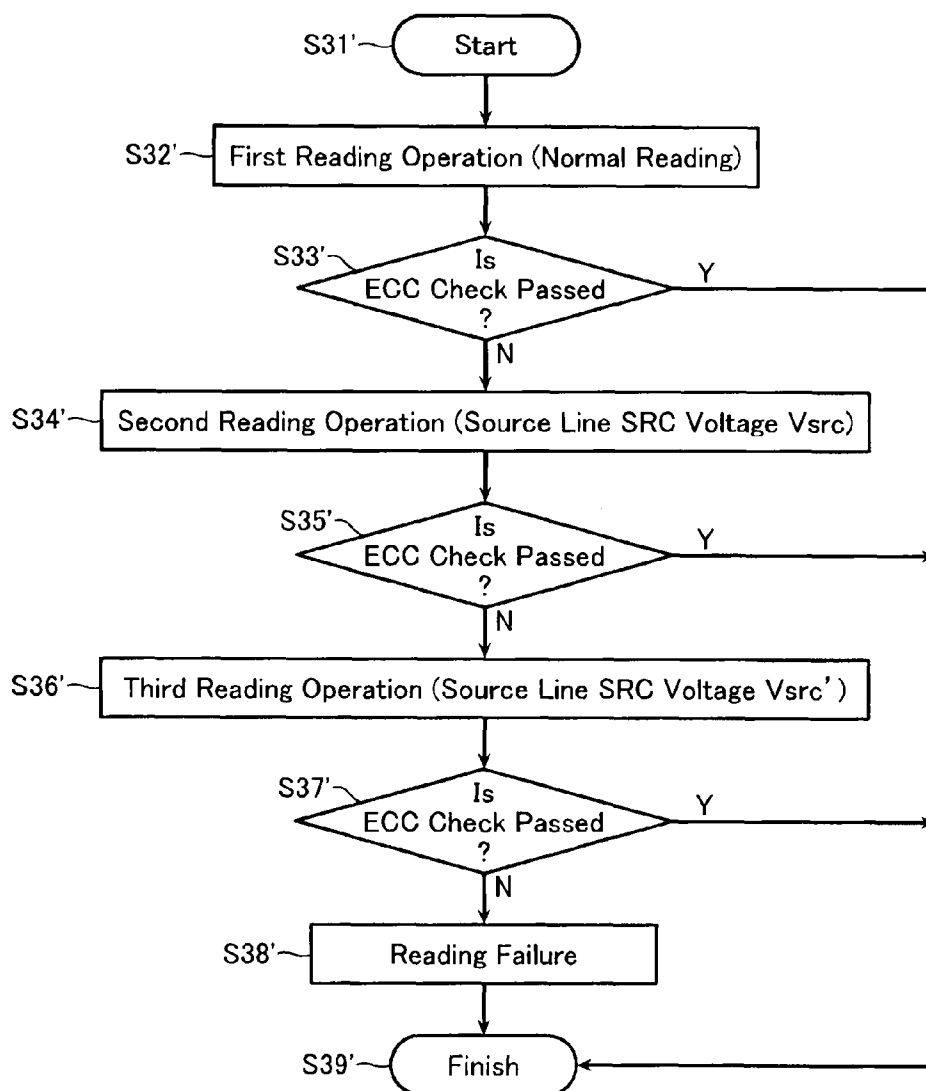 S31'
Start
S32'
First Reading Operation (Normal Reading)
S33'
Is
ECC Check Passed
?
Y
N
S34'
Second Reading Operation (Source Line SRC Voltage Vsrc)
S35'
Is
ECC Check Passed
?
Y
N
S36'
Third Reading Operation (Source Line SRC Voltage Vsrc')
S37'
Is
ECC Check Passed
?
Y
N
S38'
Reading Failure
S39'
Finish